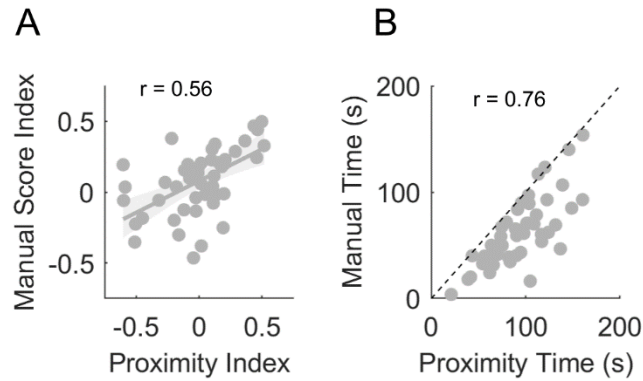 A
r = 0.56
Manual Score Index
0.5
0
-0.5
-0.5 0 0.5
Proximity Index
B
r = 0.76
Manual Time (s)
200
100
0
0 100 200
Proximity Time (s)